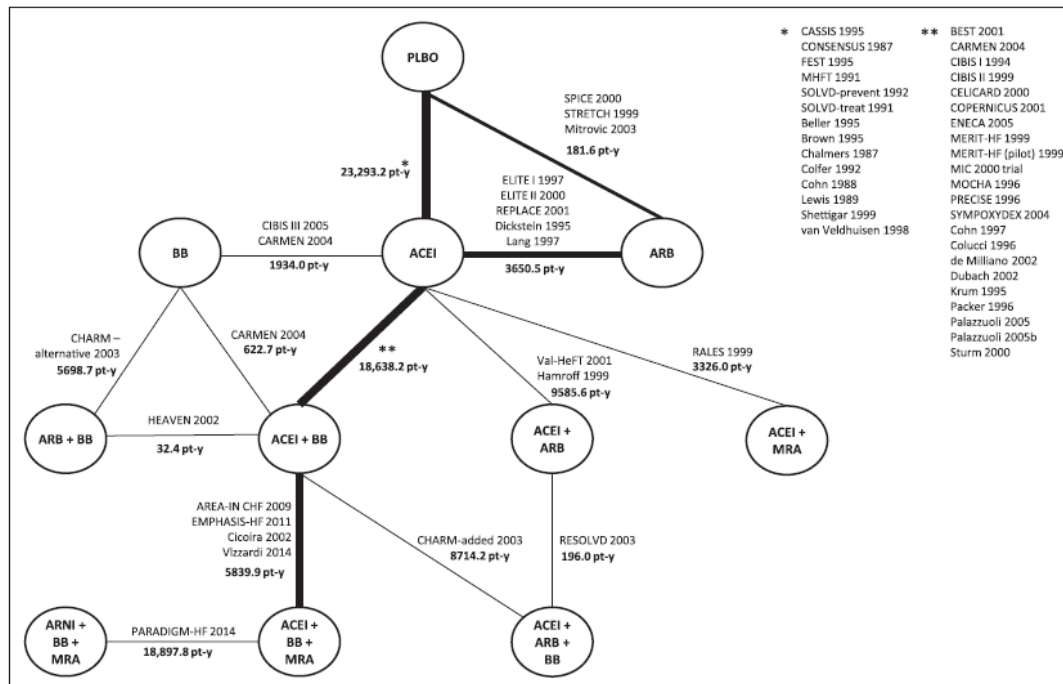 PLBO
* CASSIS 1995
CONSENSUS 1987
FEST 1995
MHFT 1991
SOLVD-prevent 1992
SOLVD-treat 1991
Beller 1995
Brown 1995
Chalmers 1987
Colfer 1992
Cohn 1988
Lewis 1989
Shettigar 1999
van Veldhuisen 1998
** BEST 2001
CARMEN 2004
CIBIS I 1994
CIBIS II 1999
CELICARD 2000
COPERNICUS 2001
ENECA 2005
MERIT-HF 1999
MERIT-HF (pilot) 1999
MIC 2000 trial
MOCHA 1996
PRECISE 1996
SYMPOXYDEX 2004
Cohn 1997
Colucci 1996
de Milliano 2002
Dubach 2002
Krum 1995
Packer 1996
Palazzuoli 2005
Palazzuoli 2005b
Sturm 2000
SPICE 2000
STRETCH 1999
Mitrovic 2003
181.6 pt-y
*
23,293.2 pt-y
ELITE I 1997
ELITE II 2000
REPLACE 2001
Dickstein 1995
Lang 1997
3650.5 pt-y
CIBIS III 2005
CARMEN 2004
1934.0 pt-y
BB
ACEI
ARB
CHARM –
alternative 2003
5698.7 pt-y
CARMEN 2004
622.7 pt-y
**
18,638.2 pt-y
Val-HeFT 2001
Hamroff 1999
9585.6 pt-y
RALES 1999
3326.0 pt-y
ARB + BB
HEAVEN 2002
32.4 pt-y
ACEI + BB
ACEI +
ARB
ACEI +
MRA
AREA-IN CHF 2009
EMPHASIS-HF 2011
Cicoira 2002
Vizzardi 2014
5839.9 pt-y
CHARM-added 2003
8714.2 pt-y
RESOLVD 2003
196.0 pt-y
ARNI +
BB +
MRA
PARADIGM-HF 2014
18,897.8 pt-y
ACEI +
BB +
MRA
ACEI +
ARB +
BB